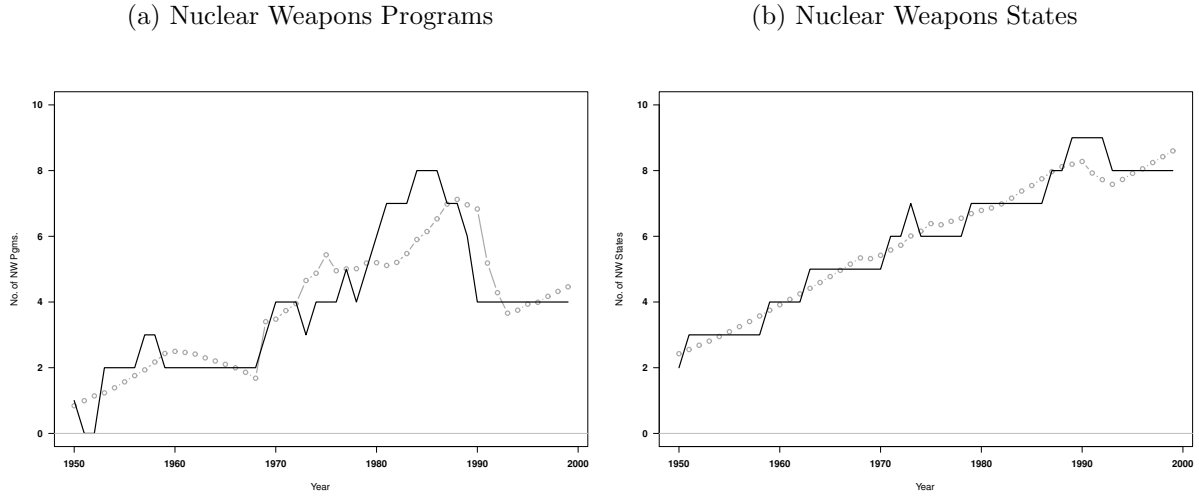 (a) Nuclear Weapons Programs
(b) Nuclear Weapons States
10
8
6
4
2
0
No. of NW Pgms.
1950 1960 1970 1980 1990 2000
Year
10
8
6
4
2
0
No. of NW States
1950 1960 1970 1980 1990 2000
Year